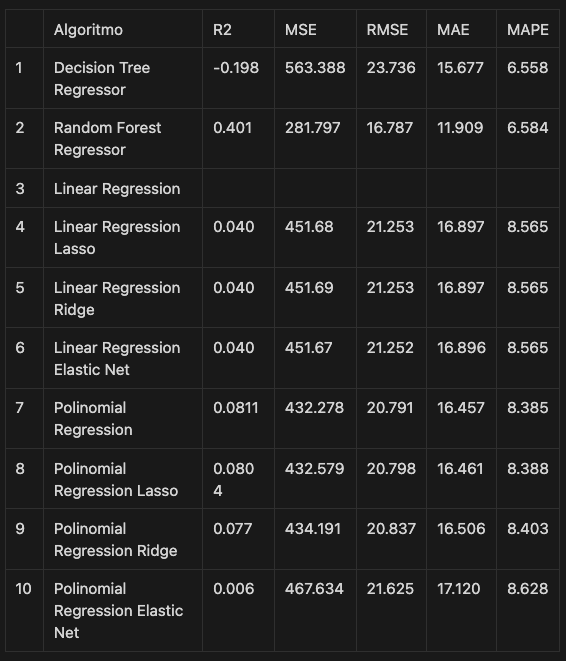 Algoritmo R2 MSE RMSE MAE MAPE
1 Decision Tree -0.198 563.388 23.736 15.677 6.558
Regressor
2 Random Forest 0.401 281.797 16.787 11.909 6.584
Regressor
3 Linear Regression
4 Linear Regression 0.040 451.68 21.253 16.897 8.565
Lasso
5 Linear Regression 0.040 451.69 21.253 16.897 8.565
Ridge
6 Linear Regression 0.040 451.67 21.252 16.896 8.565
Elastic Net
7 Polinomial 0.0811 432.278 20.791 16.457 8.385
Regression
8 Polinomial 0.080 432.579 20.798 16.461 8.388
Regression Lasso 4
9 Polinomial 0.077 434.191 20.837 16.506 8.403
Regression Ridge
10 Polinomial 0.006 467.634 21.625 17.120 8.628
Regression Elastic
Net